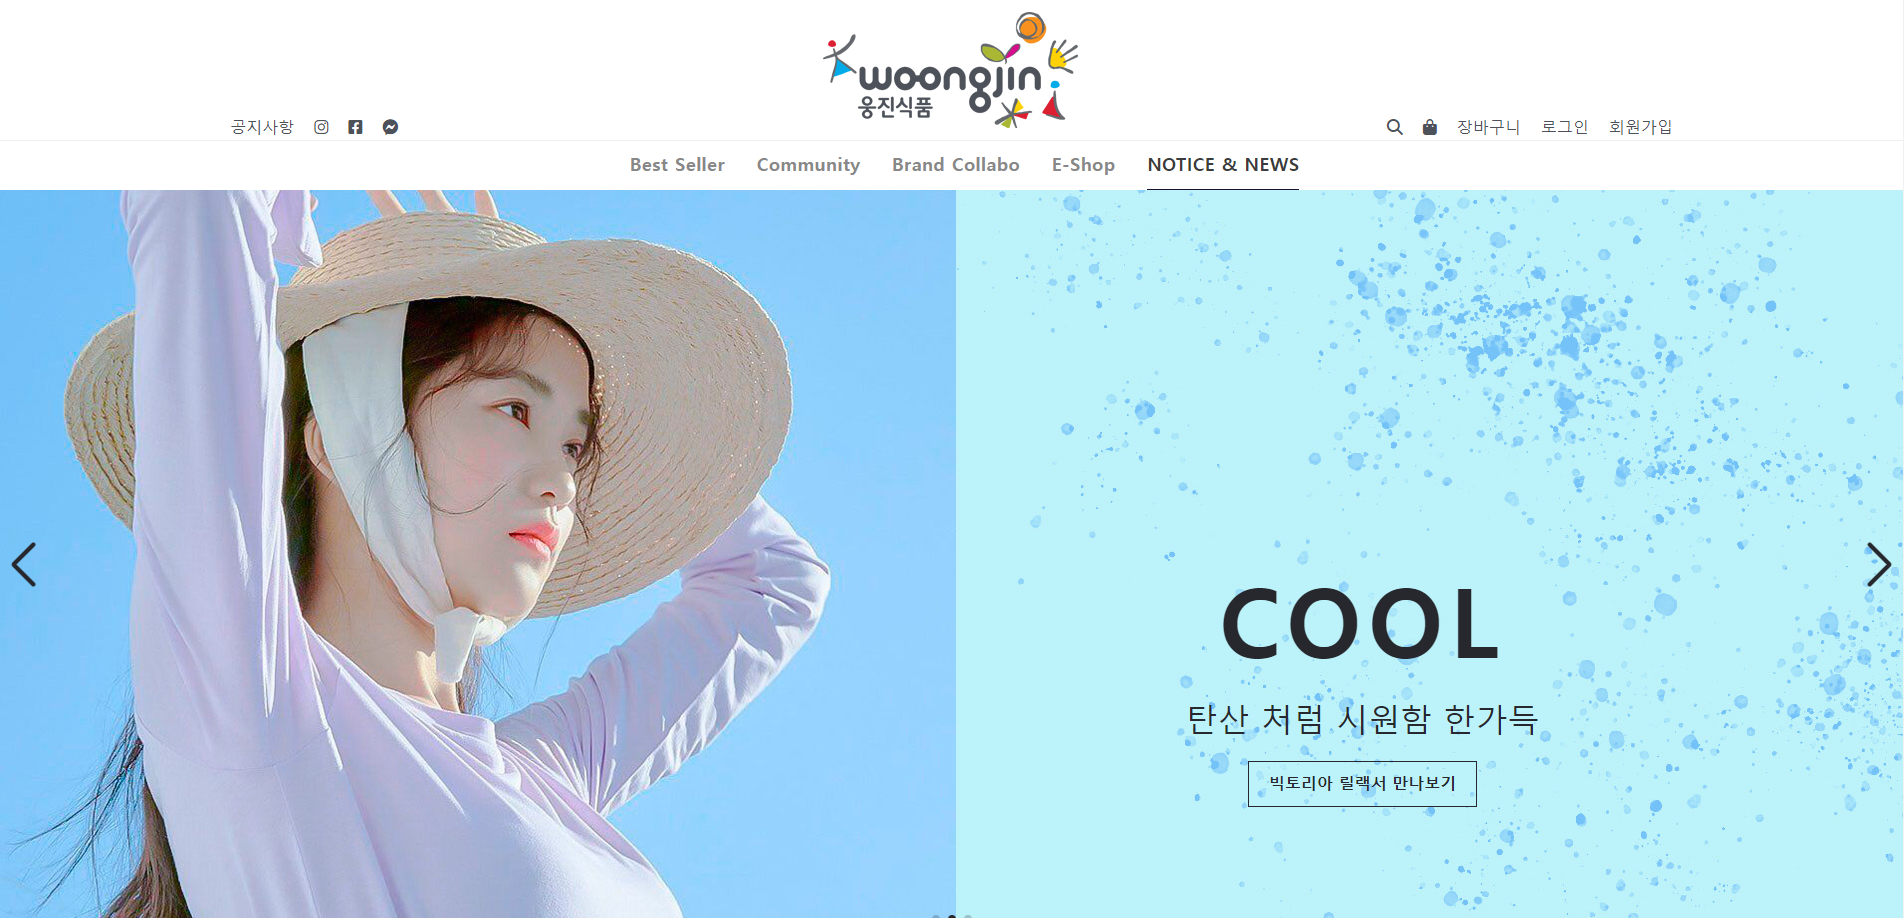 woongjin
웅진식품
공지사항
장바구니 로그인 회원가입
Best Seller Community Brand Collabo E-Shop NOTICE & NEWS
COOL
탄산 처럼 시원함 한가득
빅토리아 릴랙서 만나보기